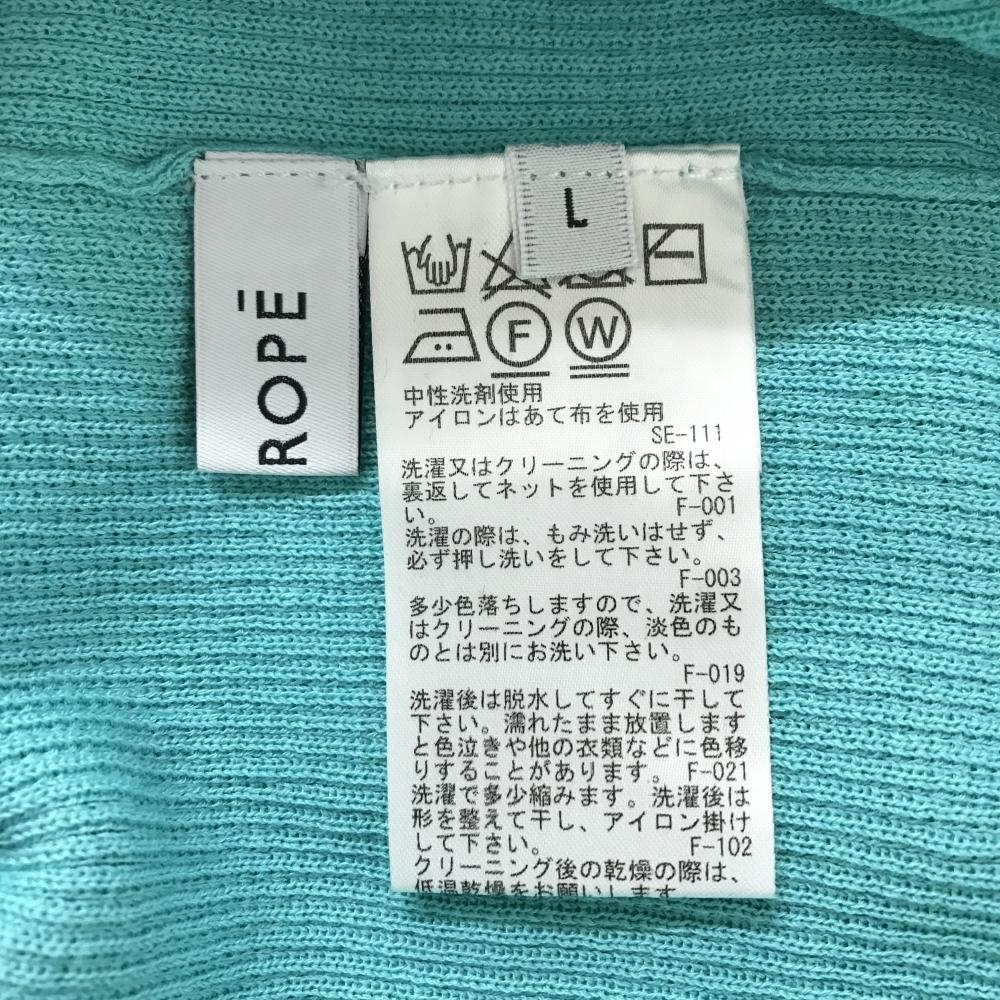 ROPÉ
L
F W
中性洗剤使用
アイロンはあて布を使用
SE-111
洗濯又はクリーニングの際は、
裏返してネットを使用して下さ
い。 F-001
洗濯の際は、もみ洗いはせず、
必ず押し洗いをして下さい。
F-003
多少色落ちしますので、洗濯又
はクリーニングの際、淡色のも
のとは別にお洗い下さい。
F-019
洗濯後は脱水してすぐに干して
下さい。濡れたまま放置します
と色泣きや他の衣類などに色移
りすることがあります。 F-021
洗濯で多少縮みます。洗濯後は
形を整えて干し、アイロン掛け
して下さい。 F-102
クリーニング後の乾燥の際は、
低温乾燥をお願いします